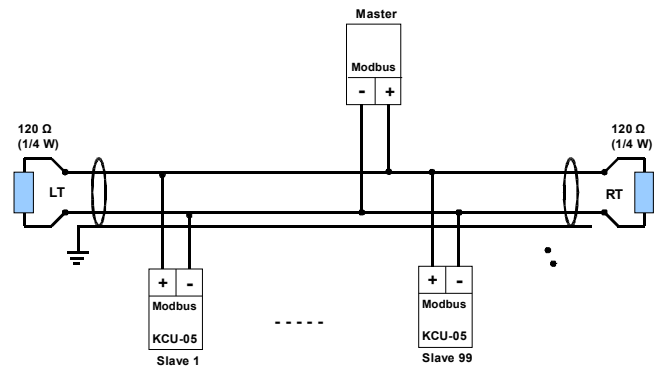 Master
Modbus
- +
120 Ω
(1/4 W)
120 Ω
(1/4 W)
LT
RT
+ -
Modbus
KCU-05
Slave 1
- - - - -
+ -
Modbus
KCU-05
Slave 99